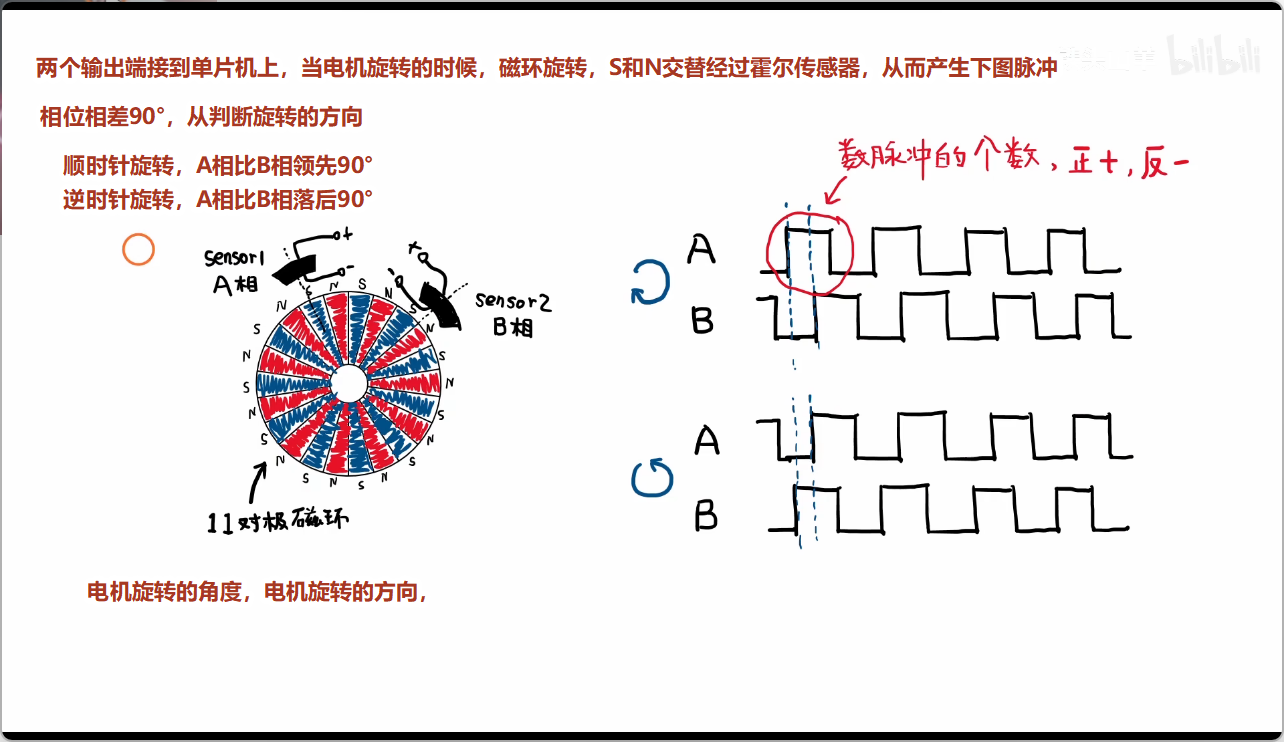 两个输出端接到单片机上，当电机旋转的时候，磁环旋转，S和N交替经过霍尔传感器，从而产生下图脉冲
bilibili
相位相差90°，从判断旋转的方向
顺时针旋转，A相比B相领先90°
逆时针旋转，A相比B相落后90°
数脉冲的个数、正+，反-
sensor1
A相
+
-
+
-
sensor2
B相
N
S
N
S
N
S
N
S
N
S
N
S
N
S
N
S
N
S
N
S
N
S
11对极磁环
A
B
A
B
电机旋转的角度，电机旋转的方向，